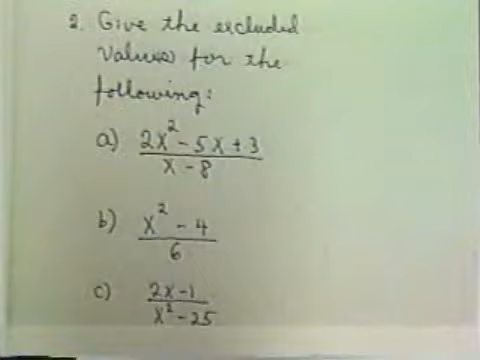 2. Give the excluded
values for the
following:
a) 2x² - 5x + 3
x - 8
b) x² - 4
6
c) 2x - 1
x² - 25